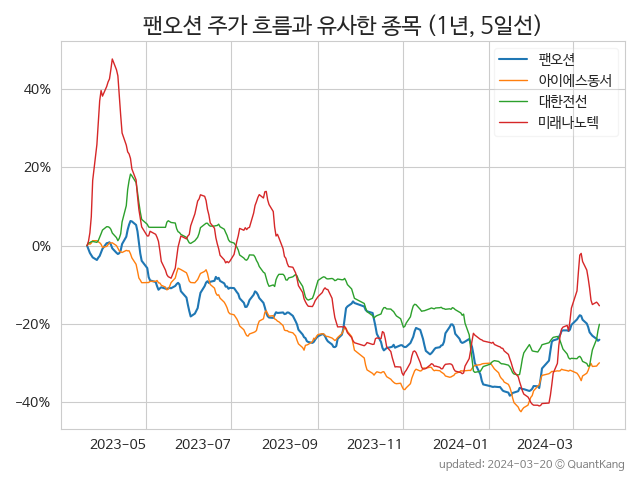 팬오션 주가 흐름과 유사한 종목 (1년, 5일선)
팬오션
아이에스동서
대한전선
미래나노텍
40%
20%
0%
−20%
−40%
2023-05
2023-07
2023-09
2023-11
2024-01
2024-03
updated: 2024-03-20 © QuantKang